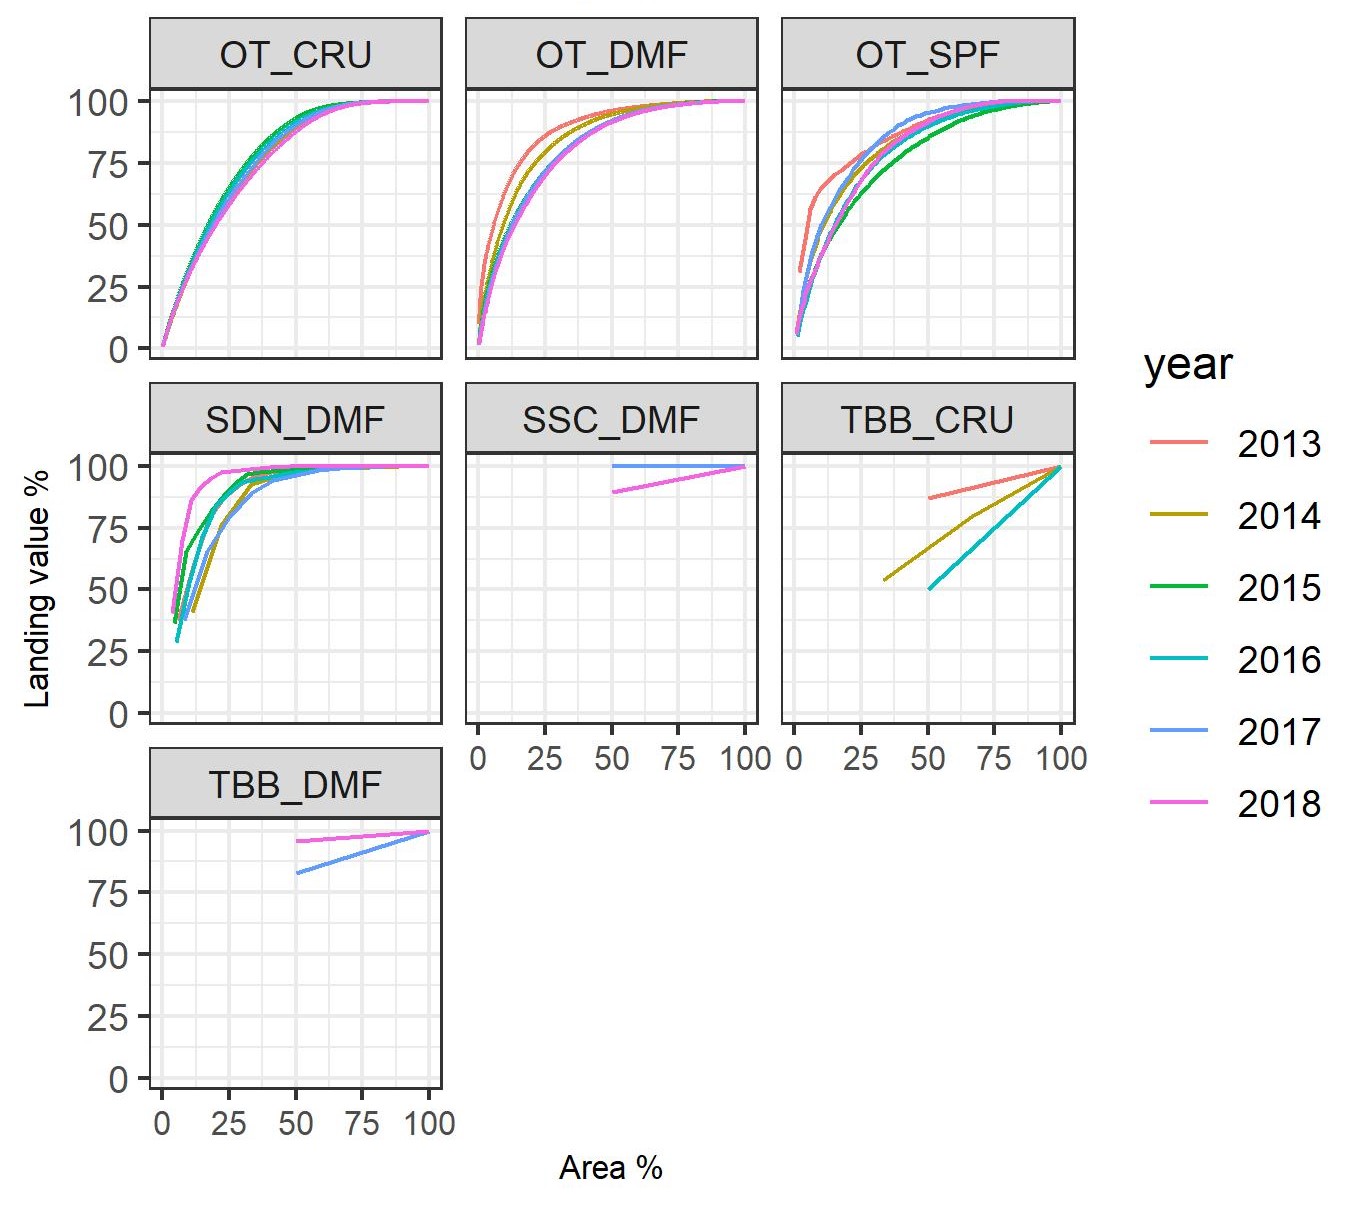 OT_CRU OT_DMF OT_SPF
100
75
50
25
0
SDN_DMF SSC_DMF TBB_CRU
100
75
50
25
0
0 25 50 75 100 0 25 50 75 100
TBB_DMF
100
75
50
25
0
0 25 50 75 100
Landing value %
Area %
year
2013
2014
2015
2016
2017
2018